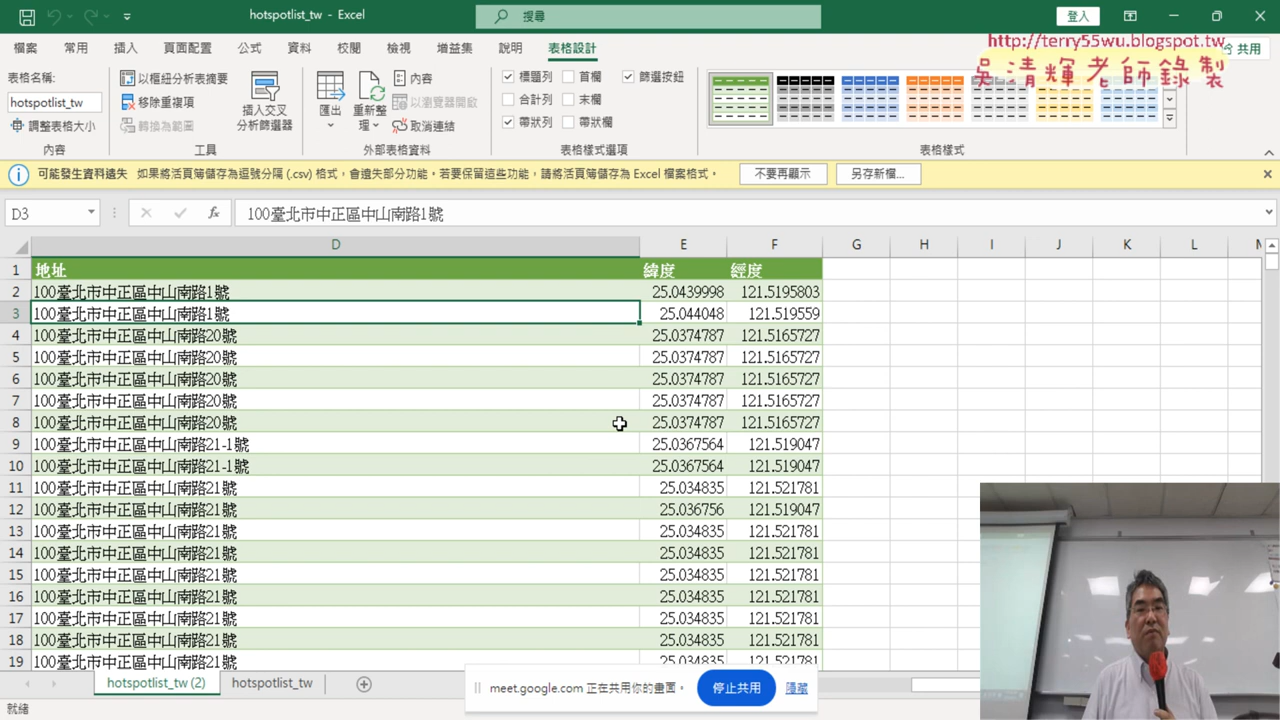 hotspotlist_tw - Excel
搜尋
登入
檔案 常用 插入 頁面配置 公式 資料 校閱 檢視 增益集 說明 表格設計
共用
http://terry55wu.blogspot.tw
吳清輝老師錄製
表格名稱:
hotspotlist_tw
調整表格大小
內容
以樞紐分析表摘要
移除重複項
轉換為範圍
插入交叉
分析篩選器
工具
匯出
重新整
理
內容
以瀏覽器開啟
取消連結
外部表格資料
標題列 首欄 篩選按鈕
合計列 末欄
帶狀列 帶狀欄
表格樣式選項
表格樣式
可能發生資料遺失 如果將活頁簿儲存為逗號分隔 (.csv) 格式，會遺失部分功能。若要保留這些功能，請將活頁簿儲存為 Excel 檔案格式。
不要再顯示
另存新檔...
D3
fx
100臺北市中正區中山南路1號
D E F G H I J K L M
1 地址 緯度 經度
2 100臺北市中正區中山南路1號 25.0439998 121.5195803
3 100臺北市中正區中山南路1號 25.044048 121.519559
4 100臺北市中正區中山南路20號 25.0374787 121.5165727
5 100臺北市中正區中山南路20號 25.0374787 121.5165727
6 100臺北市中正區中山南路20號 25.0374787 121.5165727
7 100臺北市中正區中山南路20號 25.0374787 121.5165727
8 100臺北市中正區中山南路20號 25.0374787 121.5165727
9 100臺北市中正區中山南路21-1號 25.0367564 121.519047
10 100臺北市中正區中山南路21-1號 25.0367564 121.519047
11 100臺北市中正區中山南路21號 25.034835 121.521781
12 100臺北市中正區中山南路21號 25.036756 121.519047
13 100臺北市中正區中山南路21號 25.034835 121.521781
14 100臺北市中正區中山南路21號 25.034835 121.521781
15 100臺北市中正區中山南路21號 25.034835 121.521781
16 100臺北市中正區中山南路21號 25.034835 121.521781
17 100臺北市中正區中山南路21號 25.034835 121.521781
18 100臺北市中正區中山南路21號 25.034835 121.521781
19 100臺北市中正區中山南路21號 25.034835 121.521781
hotspotlist_tw (2) hotspotlist_tw
meet.google.com 正在共用你的畫面。 停止共用 隱藏
就緒